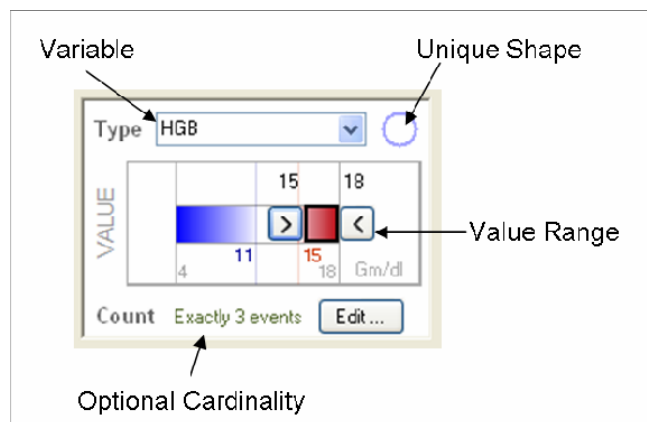 Variable
Unique Shape
Type HGB
15 18
VALUE
> <
Value Range
11 15
4 18 Gm/dl
Count Exactly 3 events Edit ...
Optional Cardinality